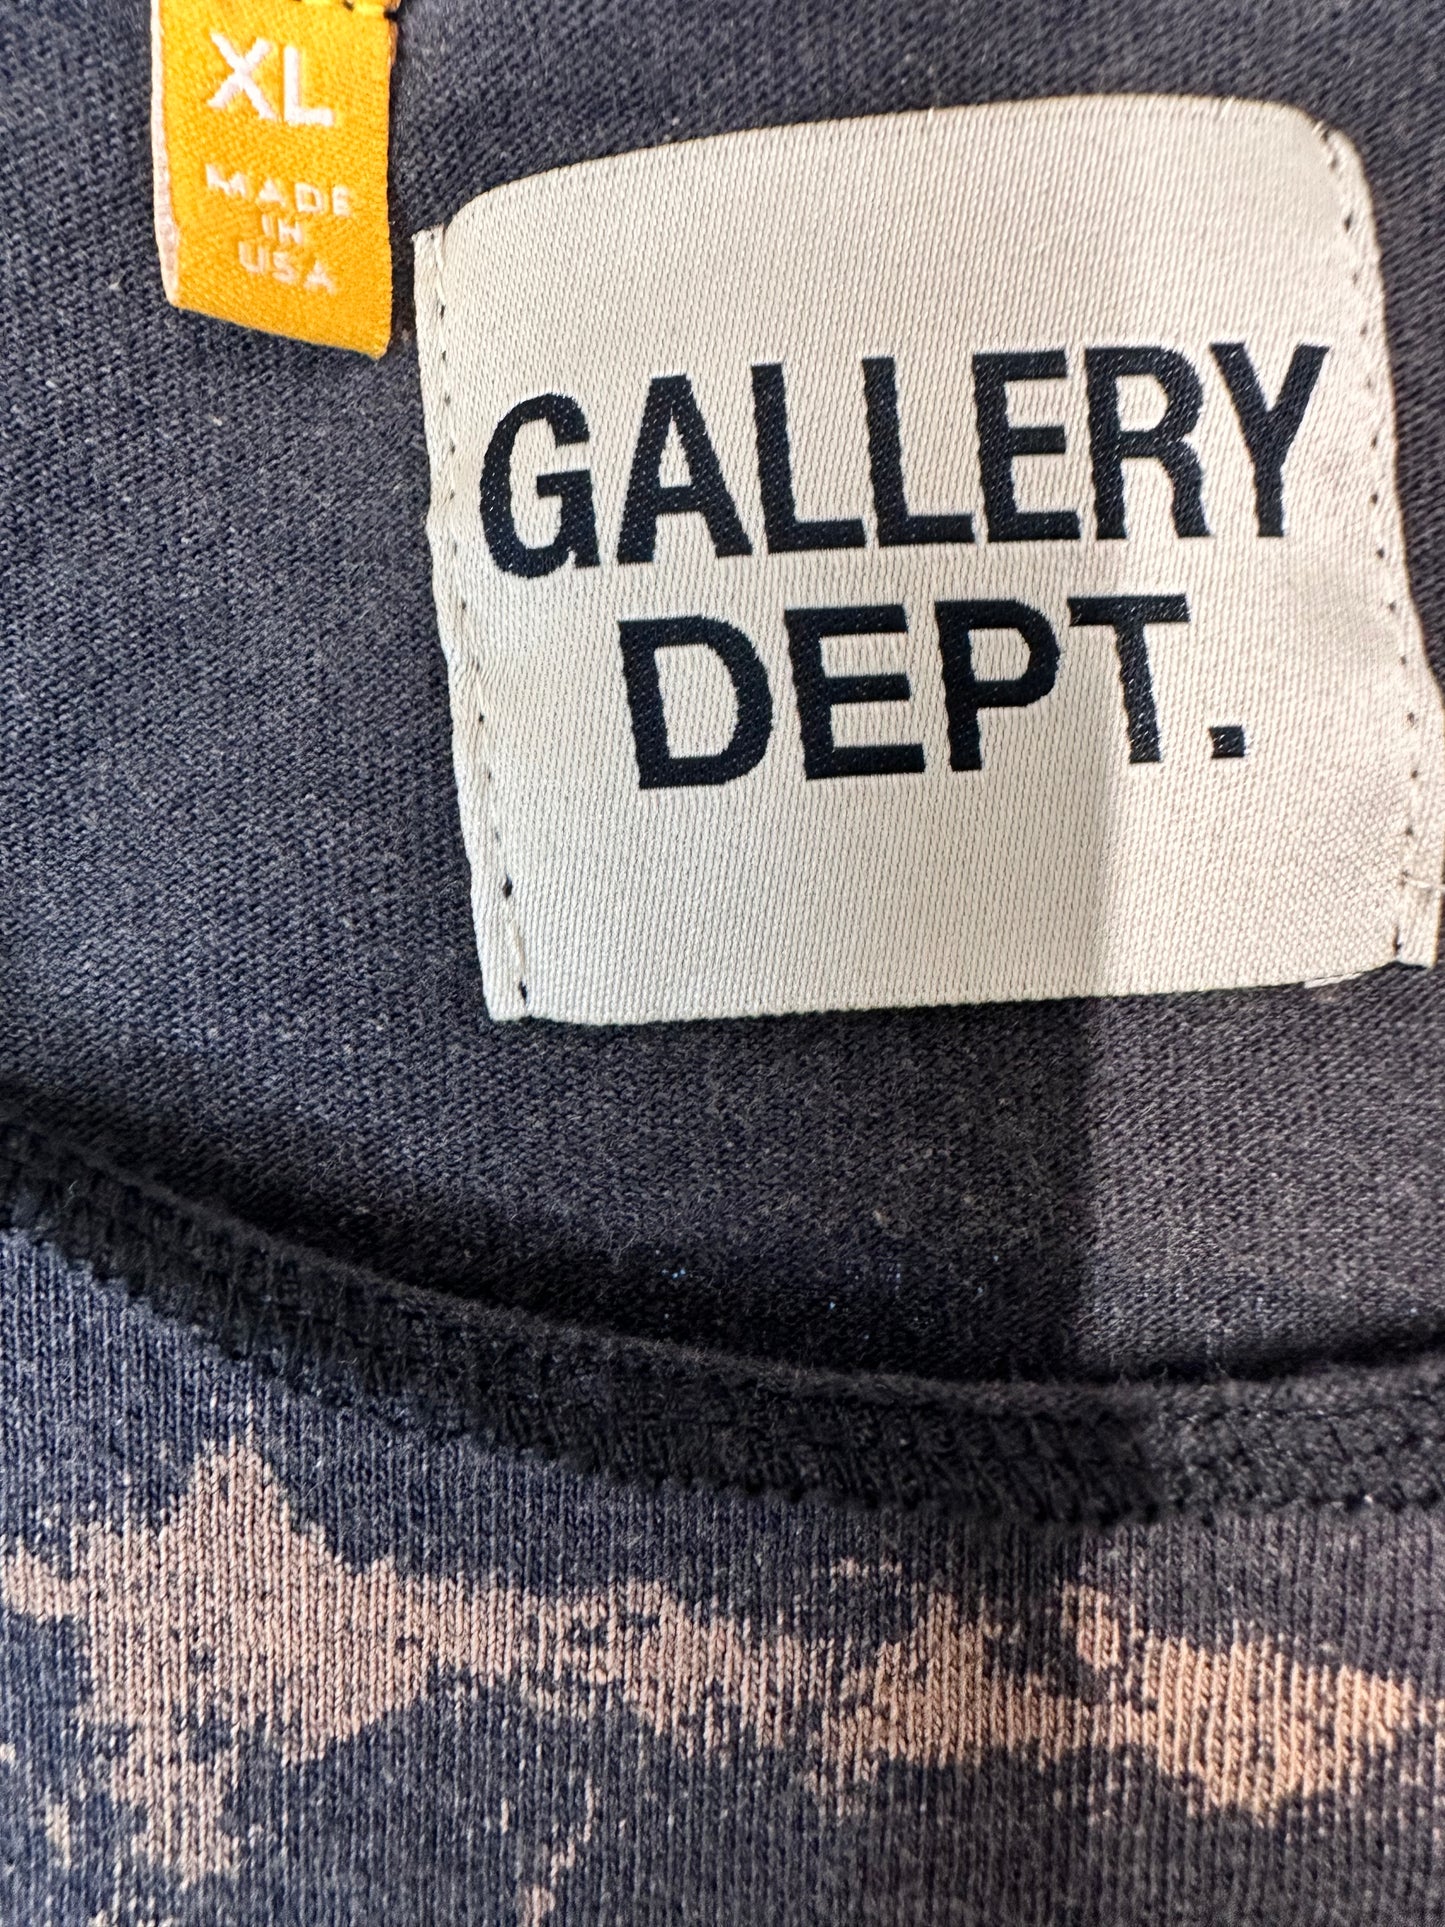 XL
MADE
IN
USA
GALLERY
DEPT.